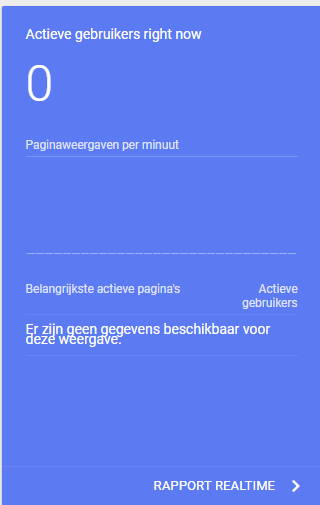 Actieve gebruikers right now
0
Paginaweergaven per minuut
Belangrijkste actieve pagina's
Actieve
gebruikers
Er zijn geen gegevens beschikbaar voor
deze weergave.
RAPPORT REALTIME